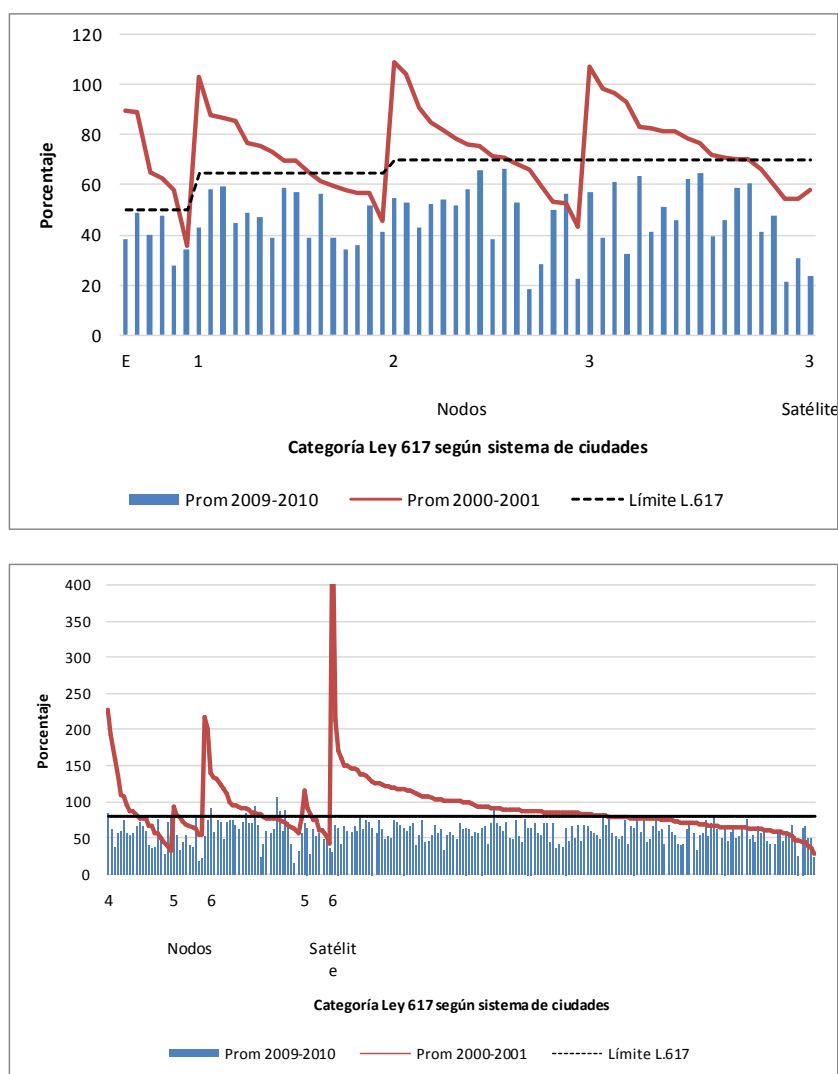 120
100
80
60
40
20
0
Porcentaje
E 1 2 3 3
Nodos Satélite
Categoría Ley 617 según sistema de ciudades
Prom 2009-2010 Prom 2000-2001 Límite L.617
400
350
300
250
200
150
100
50
0
Porcentaje
4 5 6 5 6
Nodos Satélit
e
Categoría Ley 617 según sistema de ciudades
Prom 2009-2010 Prom 2000-2001 Límite L.617